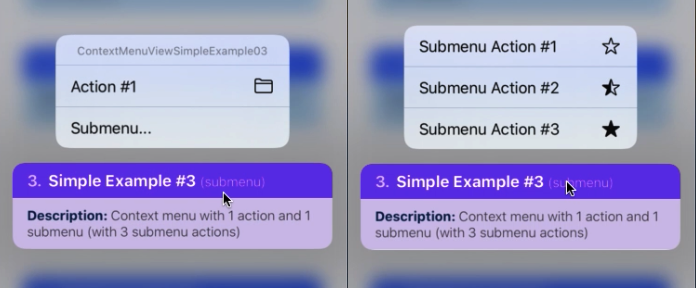 ContextMenuViewSimpleExample03
Action #1
Submenu...
3. Simple Example #3 (submenu)
Description: Context menu with 1 action and 1
submenu (with 3 submenu actions)
Submenu Action #1
Submenu Action #2
Submenu Action #3
3. Simple Example #3 (submenu)
Description: Context menu with 1 action and 1
submenu (with 3 submenu actions)